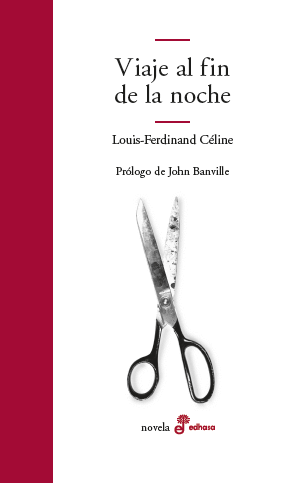 Viaje al fin
de la noche
Louis-Ferdinand Céline
Prólogo de John Banville
novela edhasa